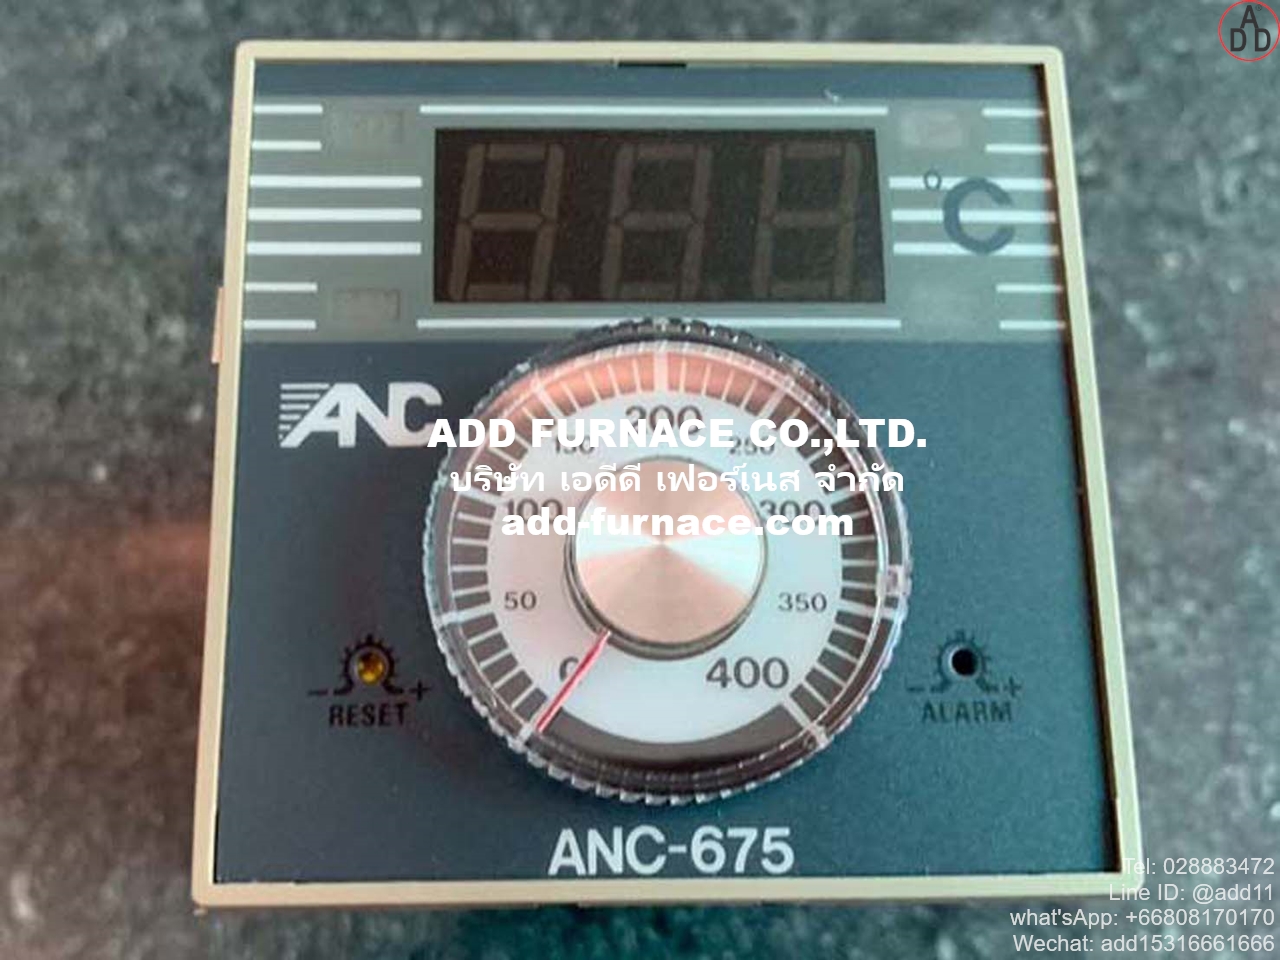 ADD
°C
ANC
200
ADD FURNACE CO.,LTD.
150 250
บริษัท เอดีดี เฟอร์เนส จำกัด
100 300
add-furnace.com
50 350
0 400
- +
RESET
- +
ALARM
ANC-675
Tel: 028883472
Line ID: @add11
what'sApp: +66808170170
Wechat: add15316661666